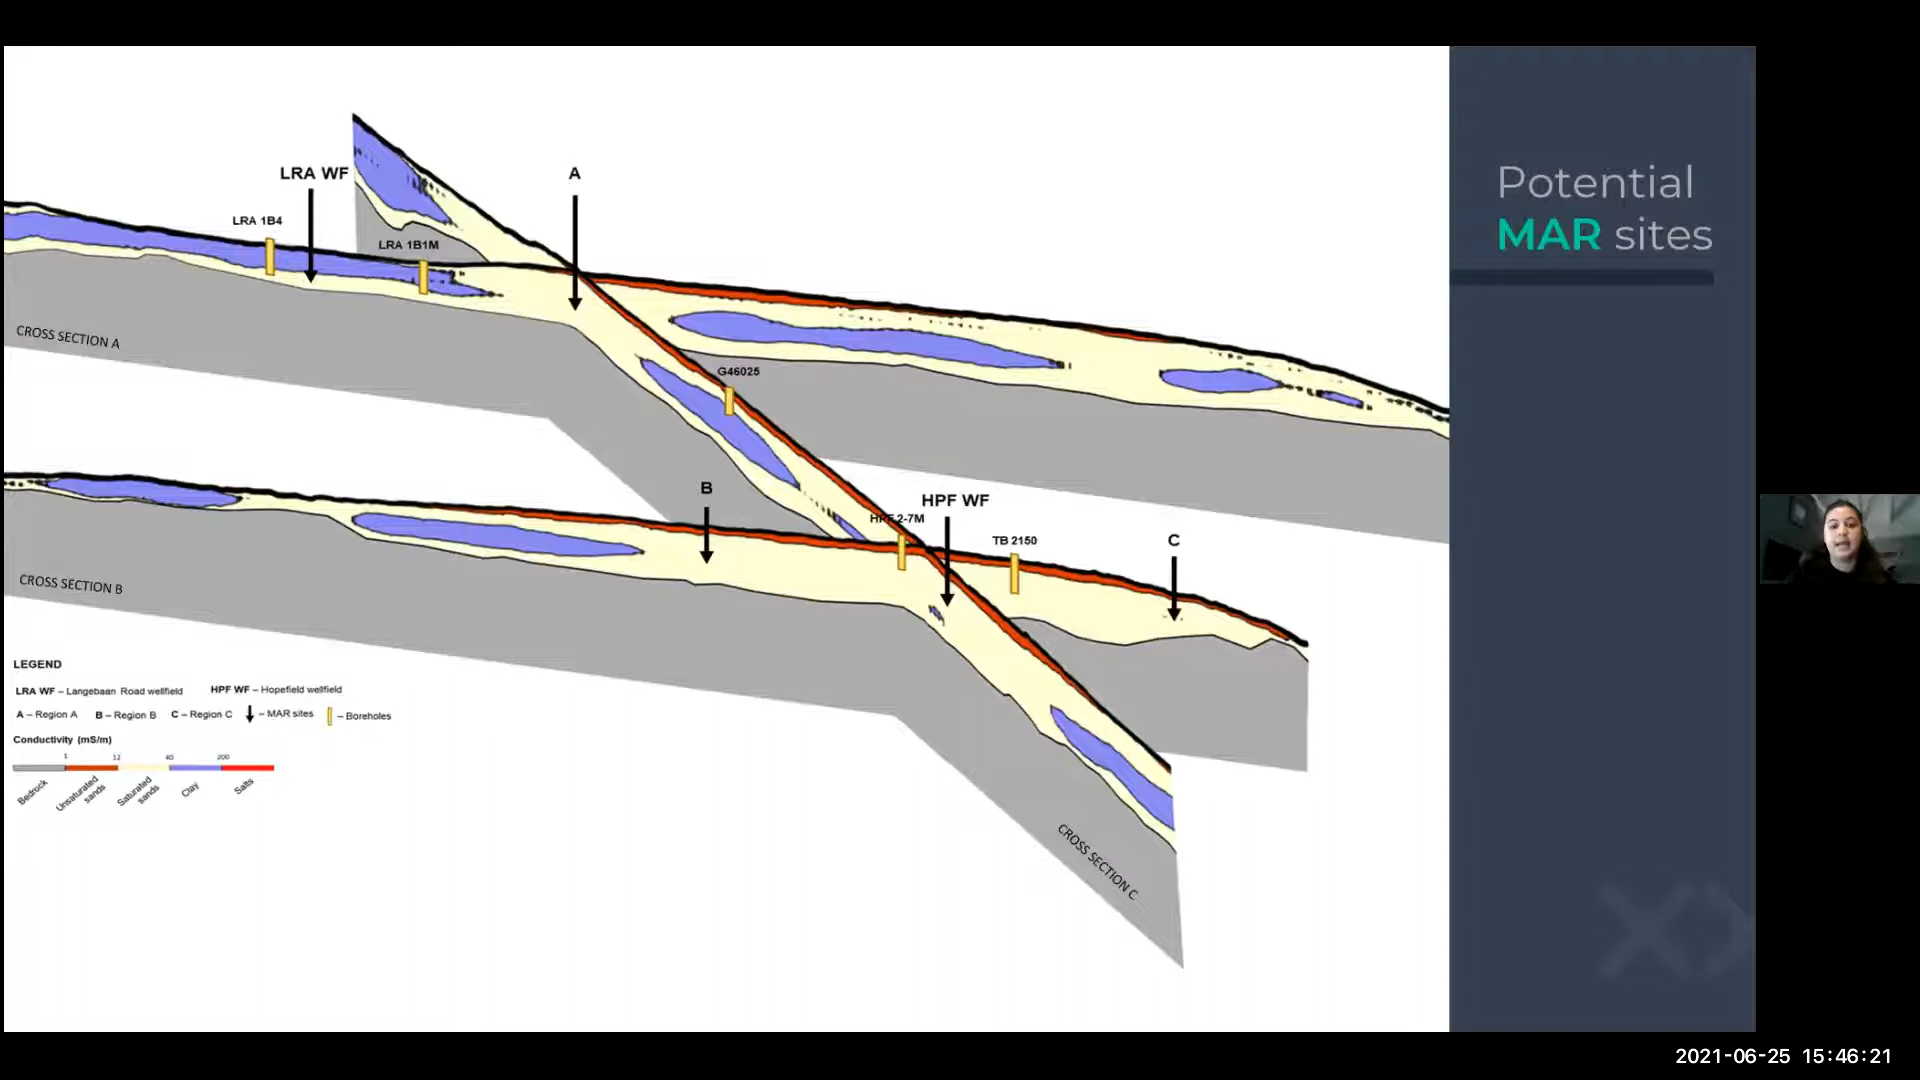 Potential
MAR sites
LRA WF
A
LRA 1B4
LRA 1B1M
CROSS SECTION A
G46025
B
HPF WF
HPF 2-7M
TB 2150
C
CROSS SECTION B
CROSS SECTION C
LEGEND
LRA WF – Langebaan Road wellfield HPF WF – Hopefield wellfield
A – Region A B – Region B C – Region C – MAR sites – Boreholes
Conductivity (mS/m)
1 12 40 200
Bedrock
Unsaturated
sands
Saturated
sands
Clay
Salts
2021-06-25 15:46:21